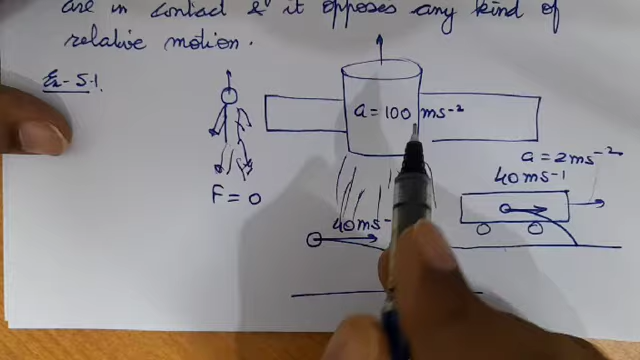 are in contact & it opposes any kind of
relative motion.
Ex-5.1.
a = 100 ms⁻²
a = 2ms⁻²
40ms⁻¹
F = 0
40ms⁻